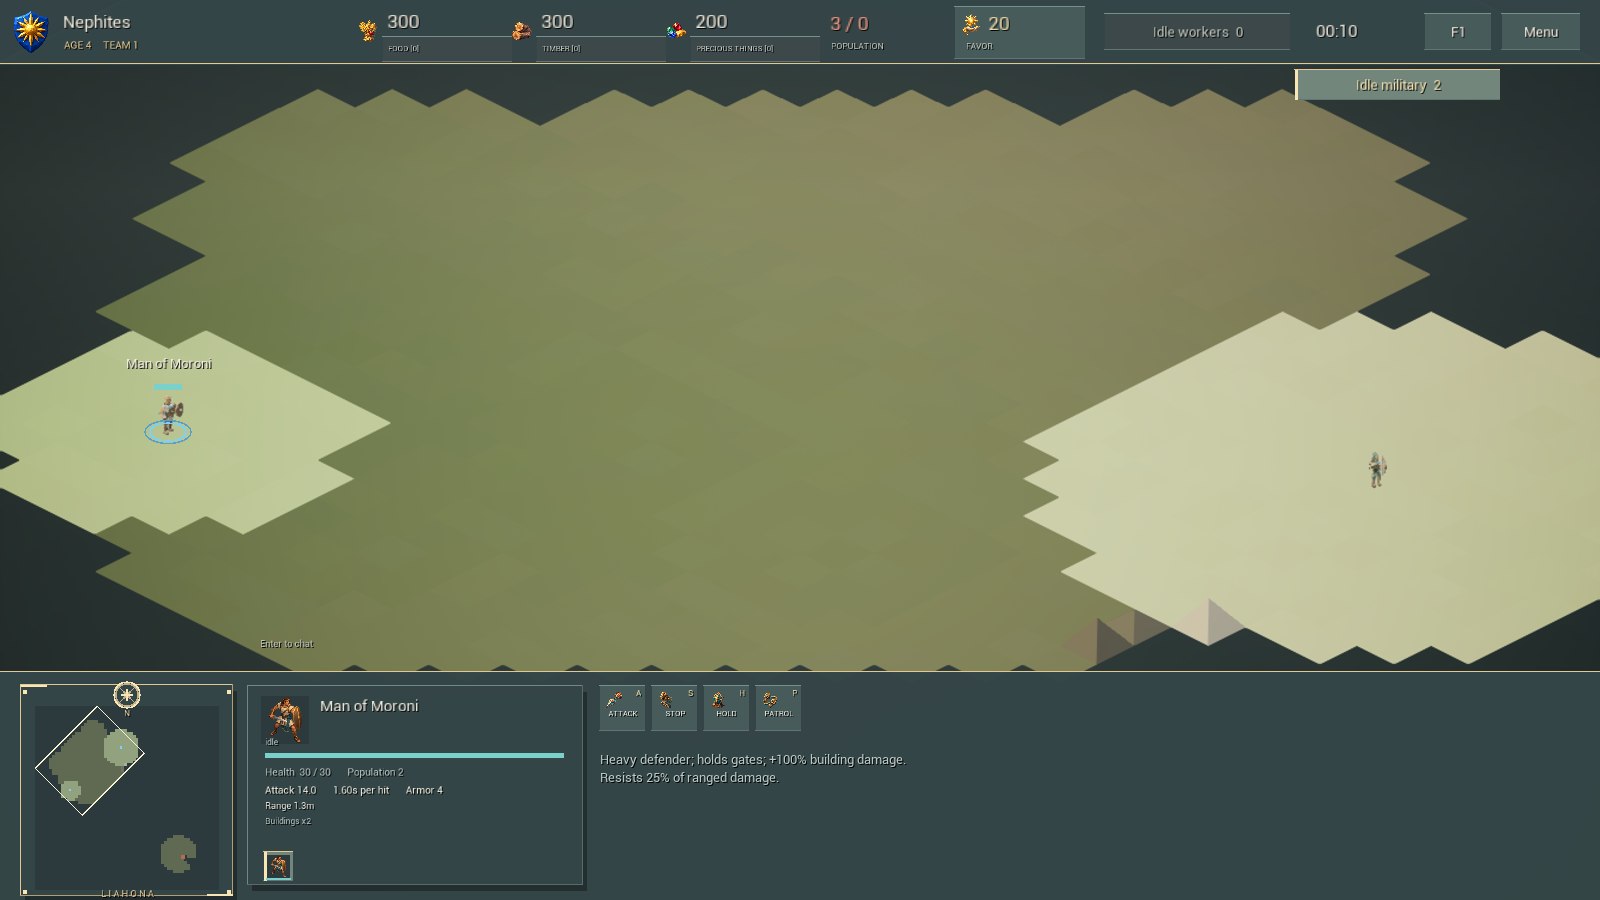 Nephites
AGE 4 TEAM 1
300
FOOD [0]
300
TIMBER [0]
200
PRECIOUS THINGS [0]
3 / 0
POPULATION
20
FAVOR
Idle workers 0
00:10
F1
Menu
Idle military 2
Man of Moroni
Enter to chat
N
LIAHONA
Man of Moroni
idle
Health 30 / 30 Population 2
Attack 14.0 1.60s per hit Armor 4
Range 1.3m
Buildings x2
A
ATTACK
S
STOP
H
HOLD
P
PATROL
Heavy defender; holds gates; +100% building damage.
Resists 25% of ranged damage.